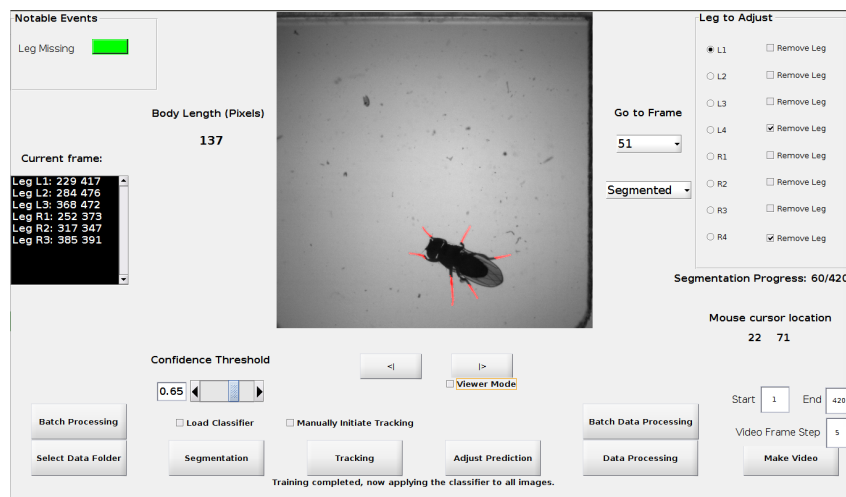 Notable Events
Leg Missing
Body Length (Pixels)
137
Current frame:
Leg L1: 229 417
Leg L2: 284 476
Leg L3: 368 472
Leg R1: 252 373
Leg R2: 317 347
Leg R3: 385 391
Go to Frame
51
Segmented
Leg to Adjust
L1 Remove Leg
L2 Remove Leg
L3 Remove Leg
L4 Remove Leg
R1 Remove Leg
R2 Remove Leg
R3 Remove Leg
R4 Remove Leg
Segmentation Progress: 60/420
Mouse cursor location
22 71
Confidence Threshold
0.65
<|
|>
Viewer Mode
Start 1 End 420
Batch Processing
Load Classifier
Manually Initiate Tracking
Batch Data Processing
Video Frame Step 5
Select Data Folder
Segmentation
Tracking
Adjust Prediction
Data Processing
Make Video
Training completed, now applying the classifier to all images.